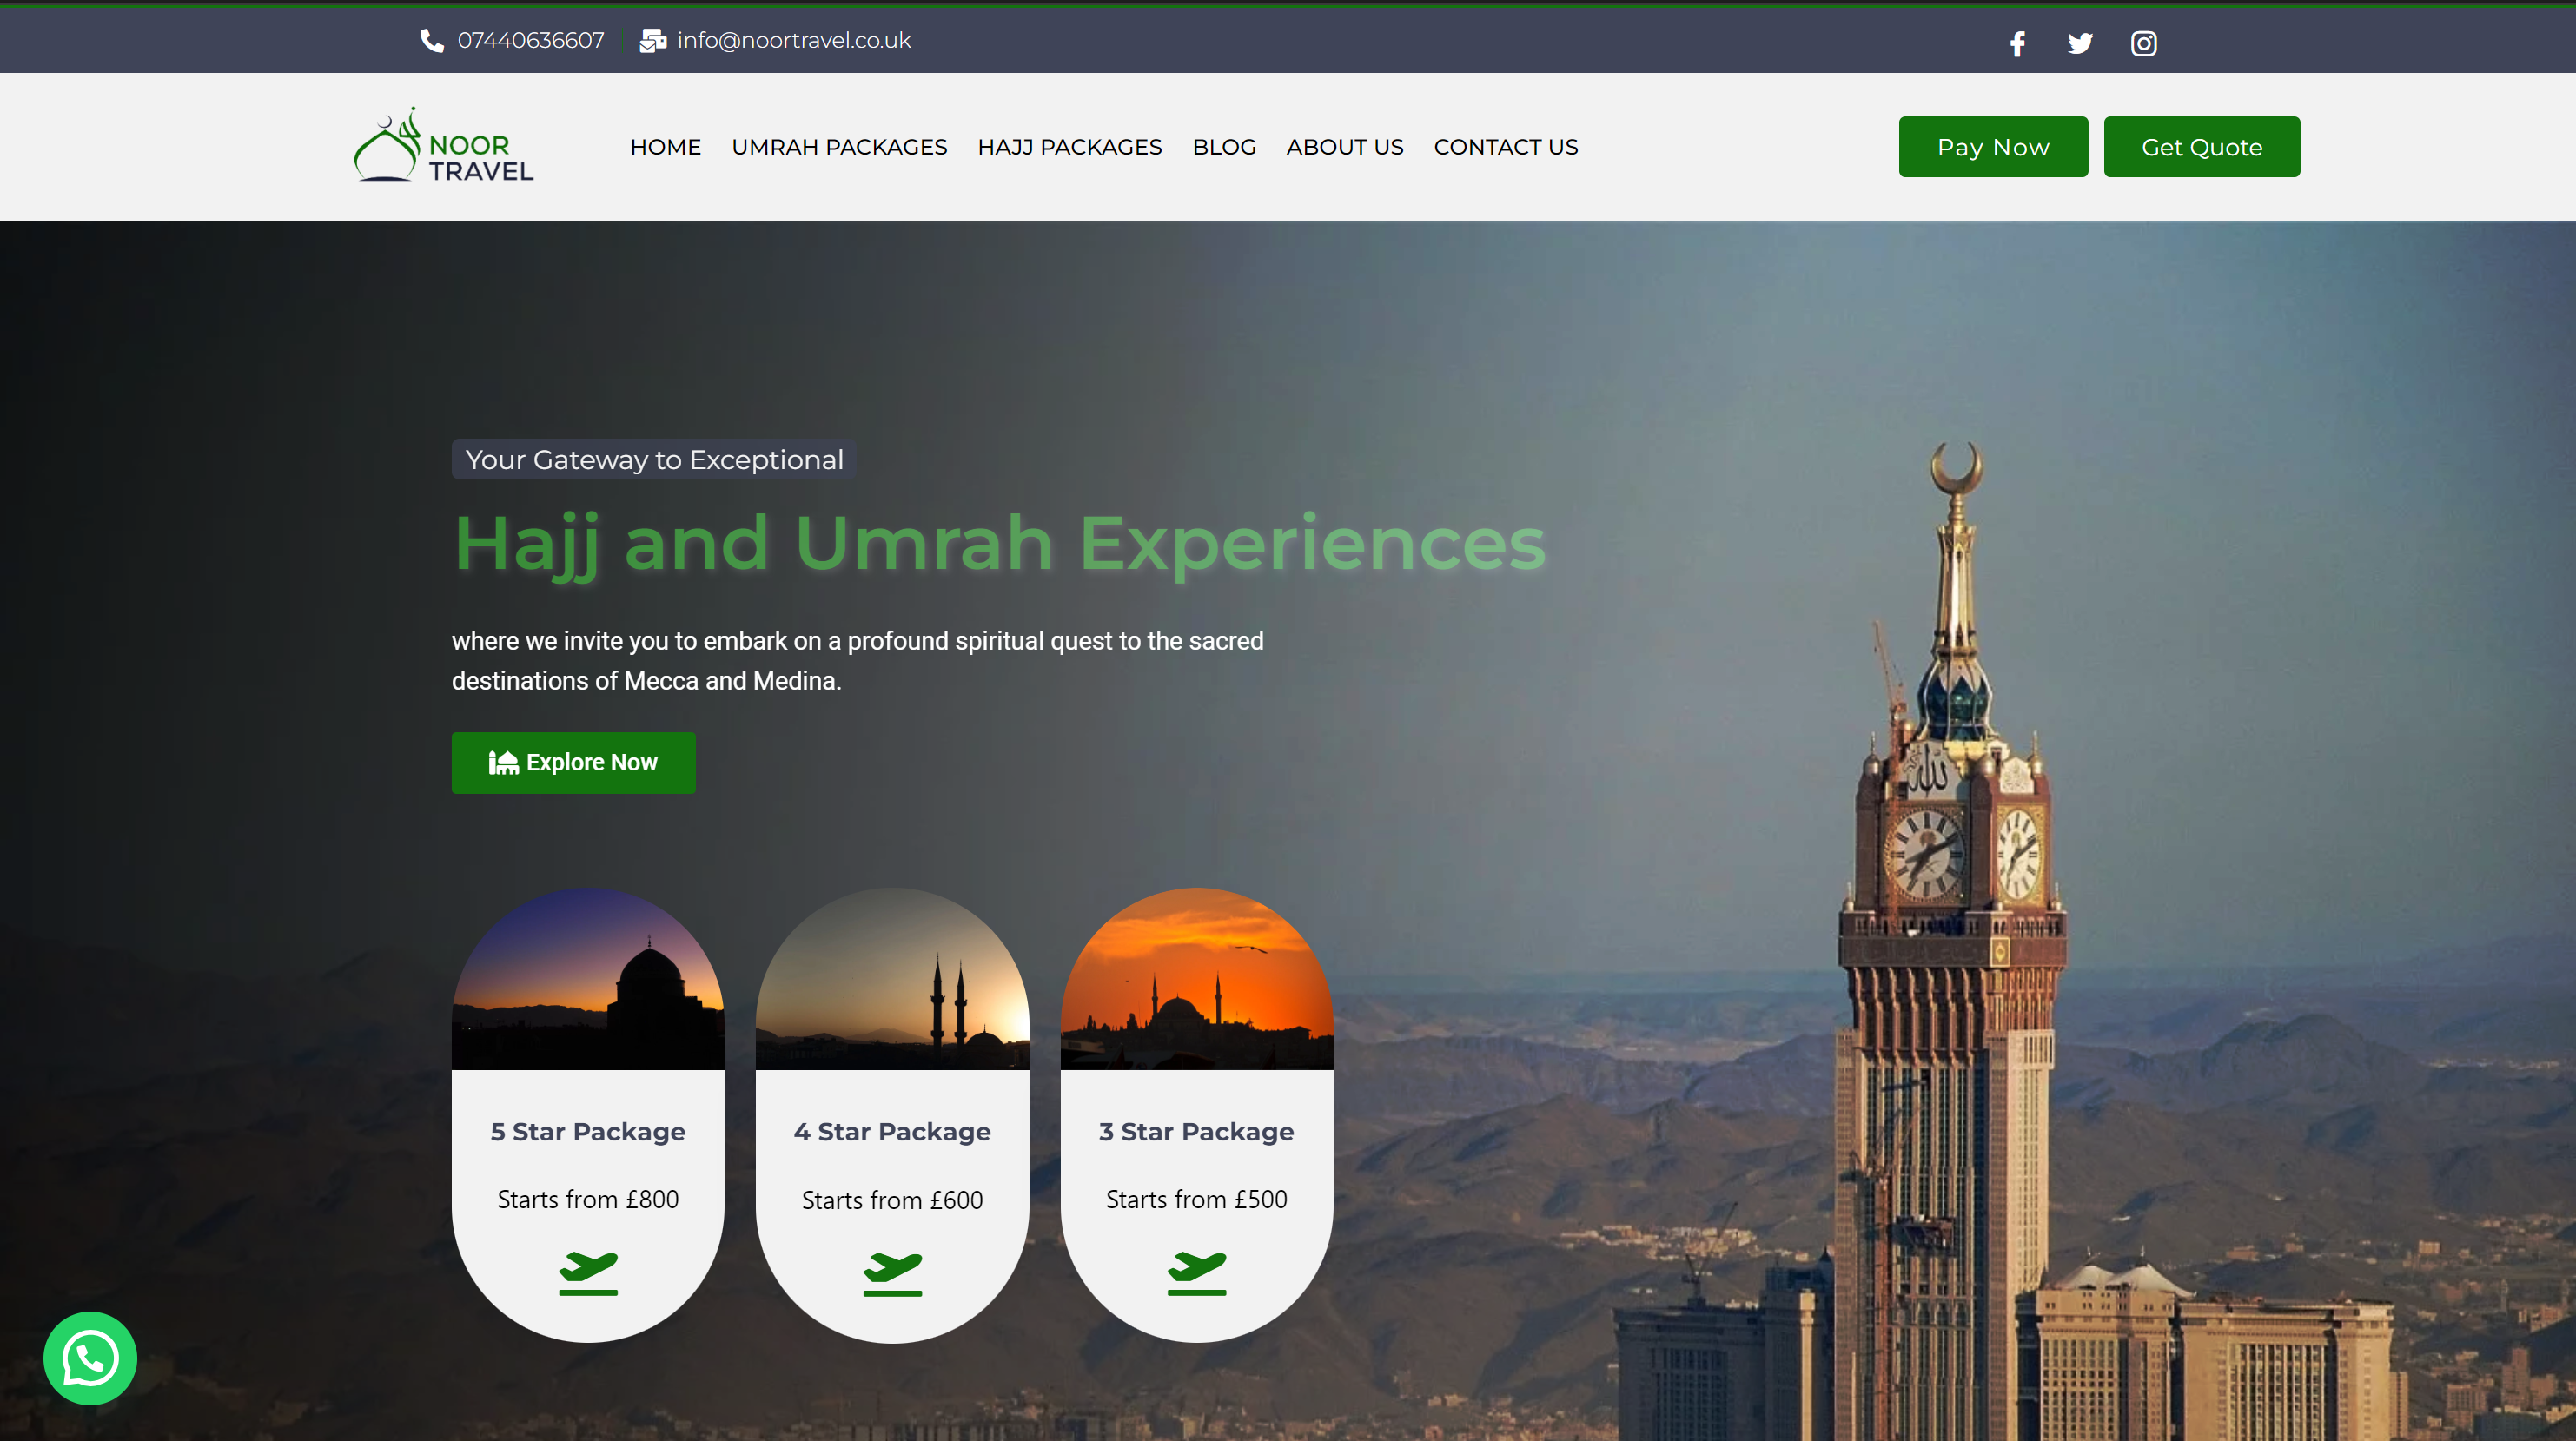 07440636607 info@noortravel.co.uk
NOOR
TRAVEL
HOME UMRAH PACKAGES HAJJ PACKAGES BLOG ABOUT US CONTACT US
Pay Now Get Quote
Your Gateway to Exceptional
Hajj and Umrah Experiences
where we invite you to embark on a profound spiritual quest to the sacred
destinations of Mecca and Medina.
Explore Now
الله
5 Star Package 4 Star Package 3 Star Package
Starts from £800 Starts from £600 Starts from £500